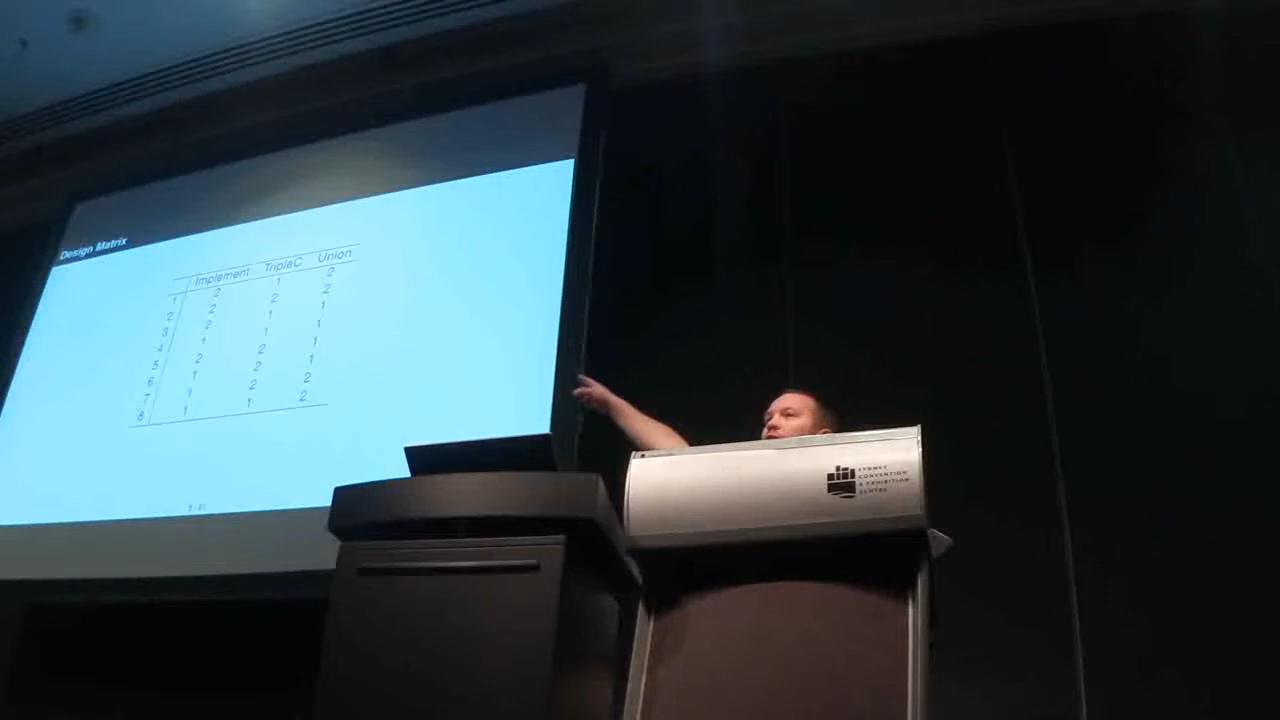 Design Matrix
Implement TripleC Union
1 2 1 2
2 2 2 2
3 2 1 1
4 1 1 1
5 2 2 1
6 1 2 1
7 1 2 2
8 1 1 2
SYDNEY
CONVENTION
& EXHIBITION
CENTRE